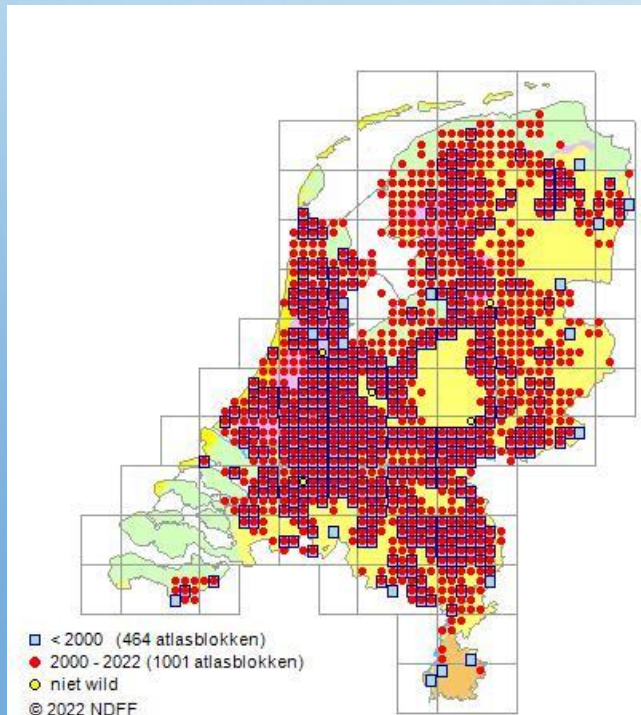 < 2000 (464 atlasblokken)
2000 - 2022 (1001 atlasblokken)
niet wild
© 2022 NDFF